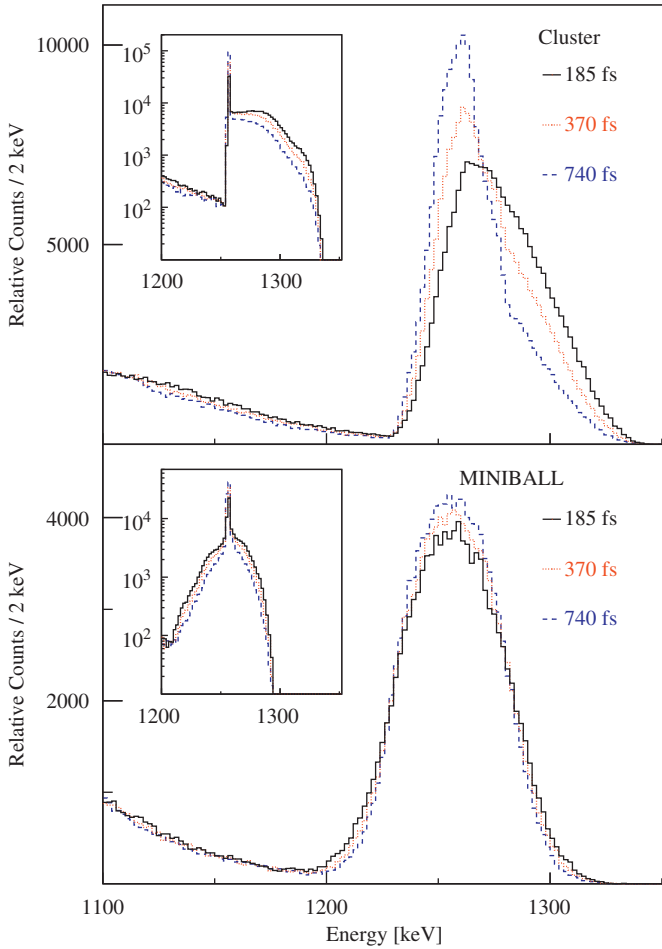 10000
5000
Relative Counts / 2 keV
Cluster
185 fs
370 fs
740 fs
10^5
10^4
10^3
10^2
1200
1300
4000
2000
Relative Counts / 2 keV
MINIBALL
185 fs
370 fs
740 fs
10^4
10^3
10^2
1200
1300
1100
1200
1300
Energy [keV]